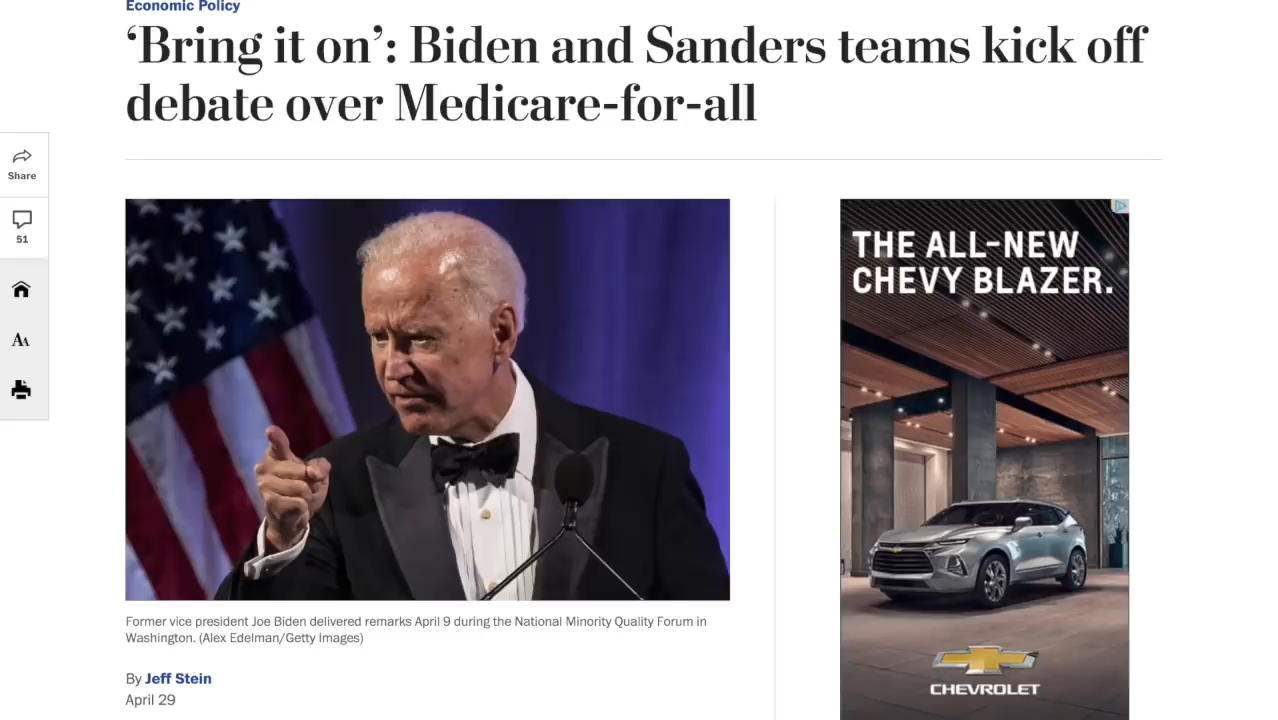 Economic Policy
‘Bring it on’: Biden and Sanders teams kick off
debate over Medicare-for-all
Share
51
AA
THE ALL-NEW
CHEVY BLAZER.
CHEVROLET
Former vice president Joe Biden delivered remarks April 9 during the National Minority Quality Forum in
Washington. (Alex Edelman/Getty Images)
By Jeff Stein
April 29